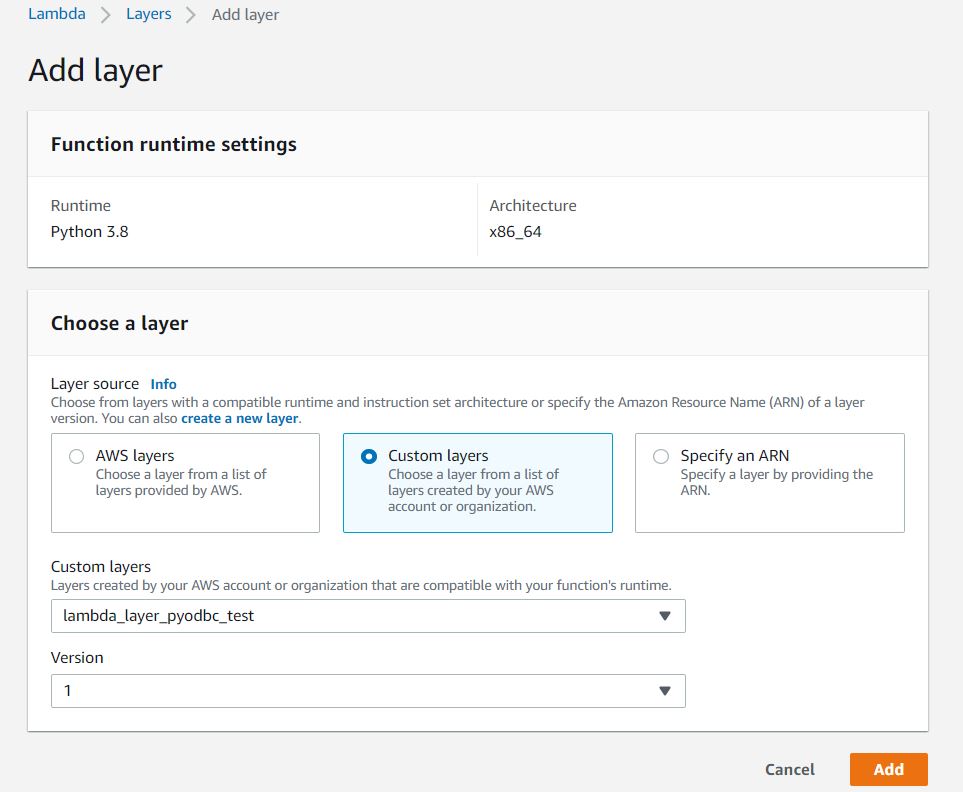 Lambda > Layers > Add layer
Add layer
Function runtime settings
Runtime
Python 3.8
Architecture
x86_64
Choose a layer
Layer source Info
Choose from layers with a compatible runtime and instruction set architecture or specify the Amazon Resource Name (ARN) of a layer
version. You can also create a new layer.
AWS layers
Choose a layer from a list of
layers provided by AWS.
Custom layers
Choose a layer from a list of
layers created by your AWS
account or organization.
Specify an ARN
Specify a layer by providing the
ARN.
Custom layers
Layers created by your AWS account or organization that are compatible with your function's runtime.
lambda_layer_pyodbc_test
Version
1
Cancel Add